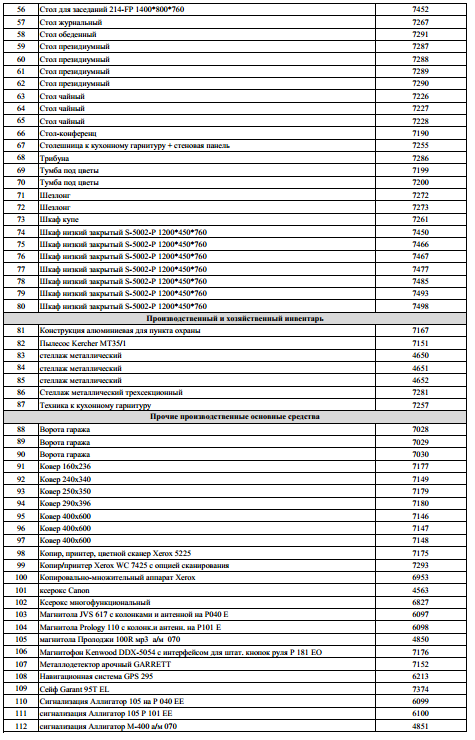 56 Стол для заседаний 214-FP 1400*800*760 7452
57 Стол журнальный 7267
58 Стол обеденный 7291
59 Стол президиумный 7287
60 Стол президиумный 7288
61 Стол президиумный 7289
62 Стол президиумный 7290
63 Стол чайный 7226
64 Стол чайный 7227
65 Стол чайный 7228
66 Стол-конференц 7190
67 Столешница к кухонному гарнитуру + стеновая панель 7255
68 Трибуна 7286
69 Тумба под цветы 7199
70 Тумба под цветы 7200
71 Шезлонг 7272
72 Шезлонг 7273
73 Шкаф купе 7261
74 Шкаф низкий закрытый S-5002-P 1200*450*760 7450
75 Шкаф низкий закрытый S-5002-P 1200*450*760 7466
76 Шкаф низкий закрытый S-5002-P 1200*450*760 7467
77 Шкаф низкий закрытый S-5002-P 1200*450*760 7477
78 Шкаф низкий закрытый S-5002-P 1200*450*760 7485
79 Шкаф низкий закрытый S-5002-P 1200*450*760 7493
80 Шкаф низкий закрытый S-5002-P 1200*450*760 7498
Производственный и хозяйственный инвентарь
81 Конструкция алюминиевая для пункта охраны 7167
82 Пылесос Kercher MT35/1 7151
83 стеллаж металлический 4650
84 стеллаж металлический 4651
85 стеллаж металлический 4652
86 Стеллаж металлический трехсекционный 7281
87 Техника к кухонному гарнитуру 7257
Прочие производственные основные средства
88 Ворота гаража 7028
89 Ворота гаража 7029
90 Ворота гаража 7030
91 Ковер 160х236 7177
92 Ковер 240х340 7149
93 Ковер 250х350 7179
94 Ковер 290х396 7180
95 Ковер 400х600 7146
96 Ковер 400х600 7147
97 Ковер 400х600 7148
98 Копир, принтер, цветной сканер Xerox 5225 7175
99 Копир/принтер Xerox WC 7425 с опцией сканирования 7293
100 Копировально-множительный аппарат Xerox 6953
101 ксерокс Canon 4563
102 Ксерокс многофункциональный 6827
103 Магнитола JVS 617 с колонками и антенной на Р040 Е 6097
104 Магнитола Prology 110 с колонк.и антенн. на Р101 Е 6098
105 магнитола Пролоджи 100R mp3 а/м 070 4850
106 Магнитофон Kenwood DDX-5054 с интерфейсом для штат. кнопок руля Р 181 ЕО 7176
107 Металлодетектор арочный GARRETT 7152
108 Навигационная система GPS 295 6213
109 Сейф Garant 95T EL 7374
110 Сигнализация Аллигатор 105 на Р 040 ЕЕ 6099
111 сигнализация Аллигатор 105 Р 101 ЕЕ 6100
112 сигнализация Аллигатор М-400 а/м 070 4851